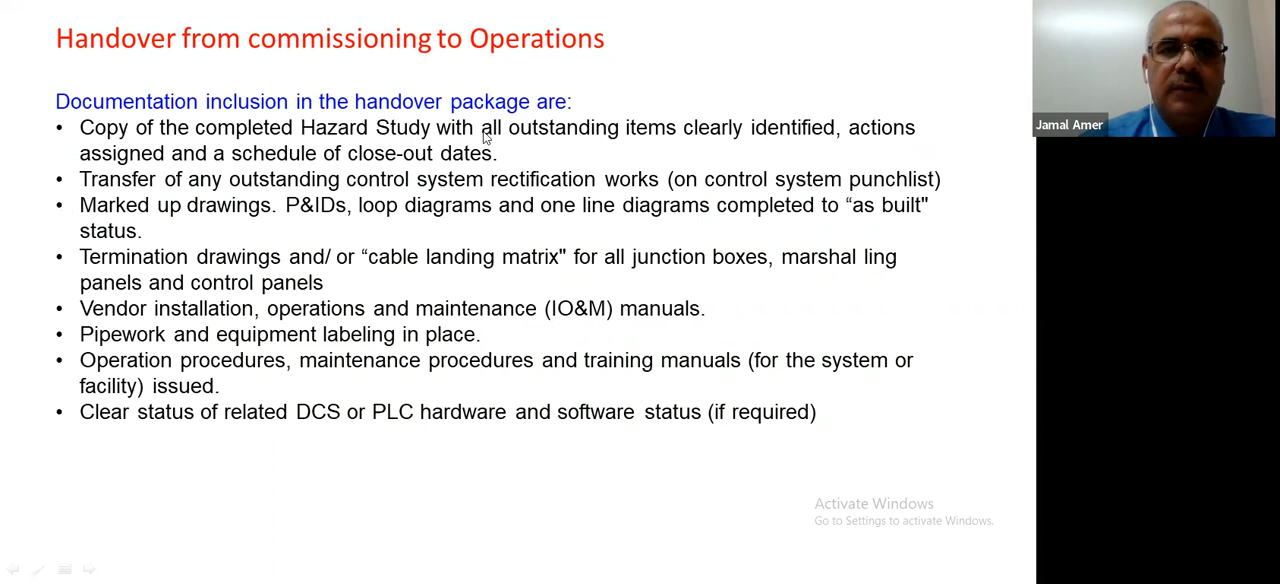 Handover from commissioning to Operations
Documentation inclusion in the handover package are:
• Copy of the completed Hazard Study with all outstanding items clearly identified, actions
assigned and a schedule of close-out dates.
• Transfer of any outstanding control system rectification works (on control system punchlist)
• Marked up drawings. P&IDs, loop diagrams and one line diagrams completed to “as built"
status.
• Termination drawings and/ or “cable landing matrix" for all junction boxes, marshal ling
panels and control panels
• Vendor installation, operations and maintenance (IO&M) manuals.
• Pipework and equipment labeling in place.
• Operation procedures, maintenance procedures and training manuals (for the system or
facility) issued.
• Clear status of related DCS or PLC hardware and software status (if required)
Activate Windows
Go to Settings to activate Windows.
Jamal Amer